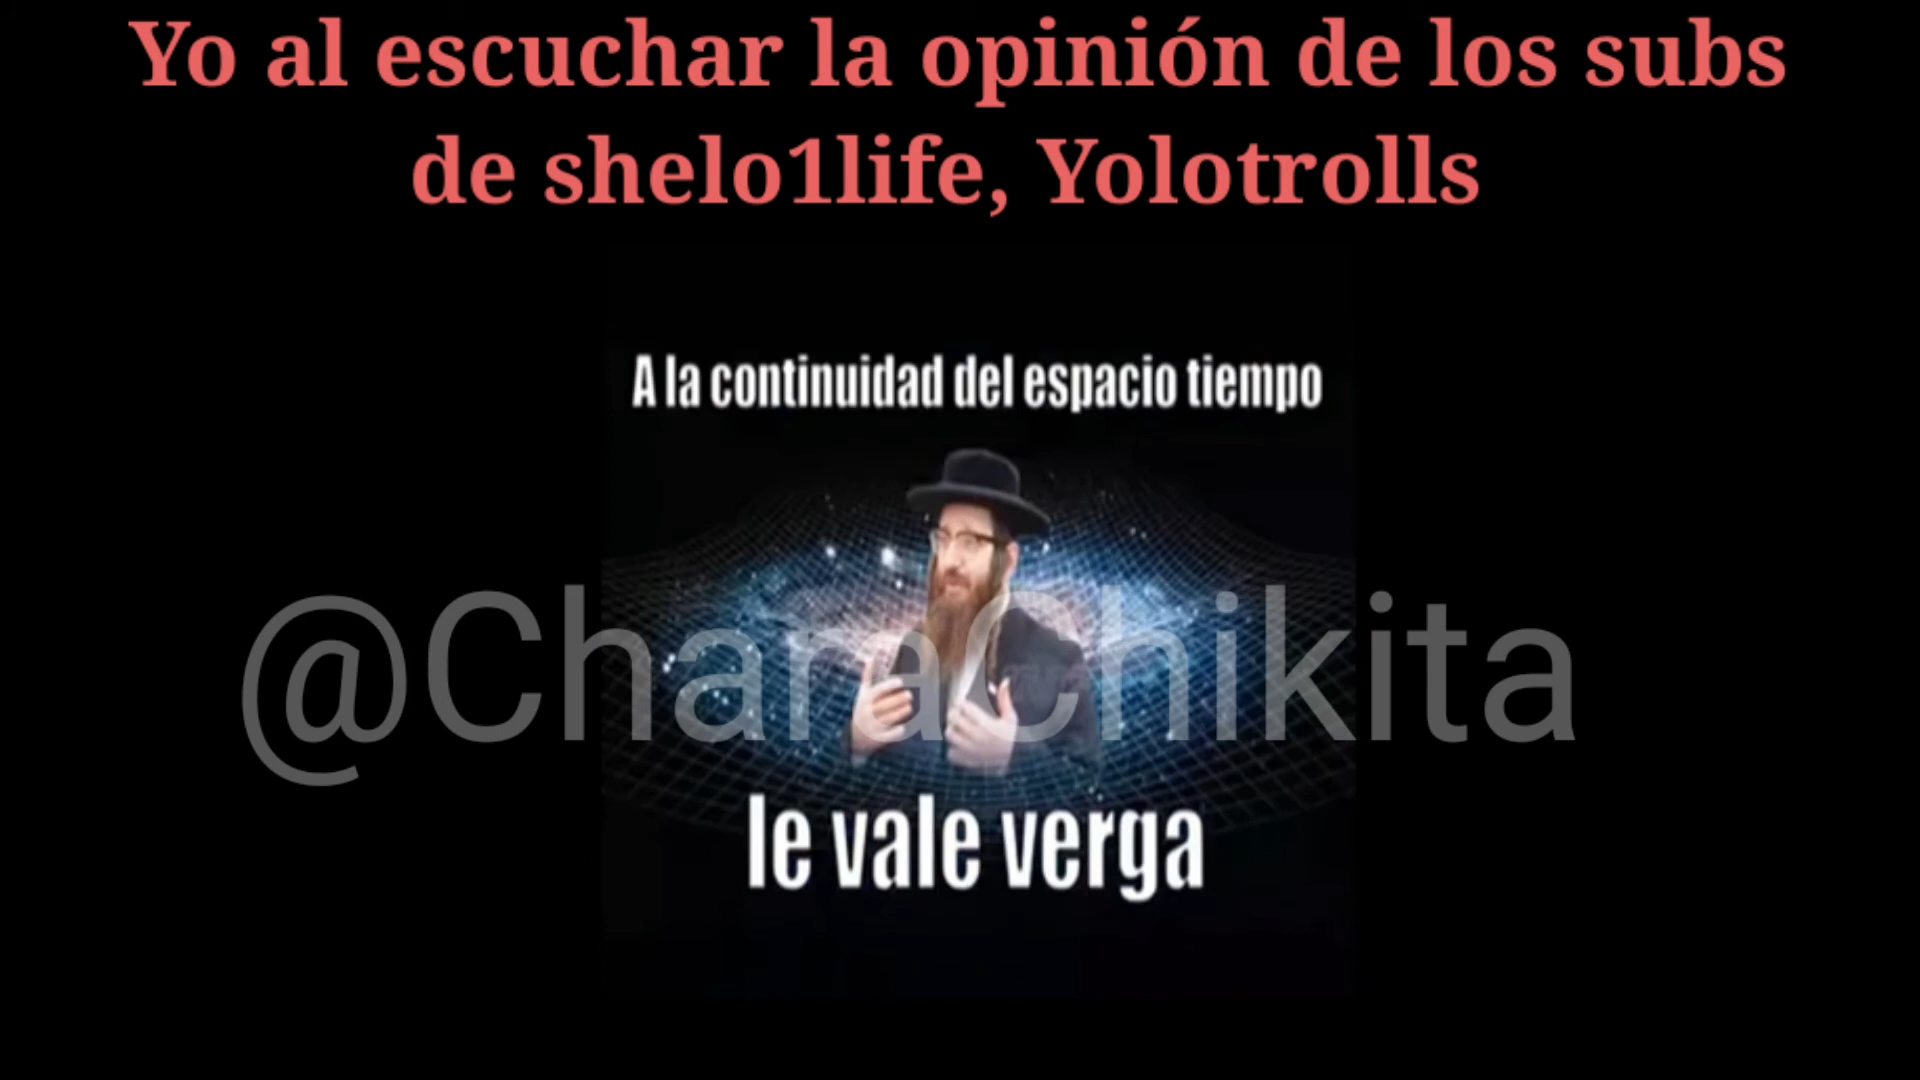 Yo al escuchar la opinión de los subs
de shelo1life, Yolotrolls
A la continuidad del espacio tiempo
@CharaChikita
le vale verga